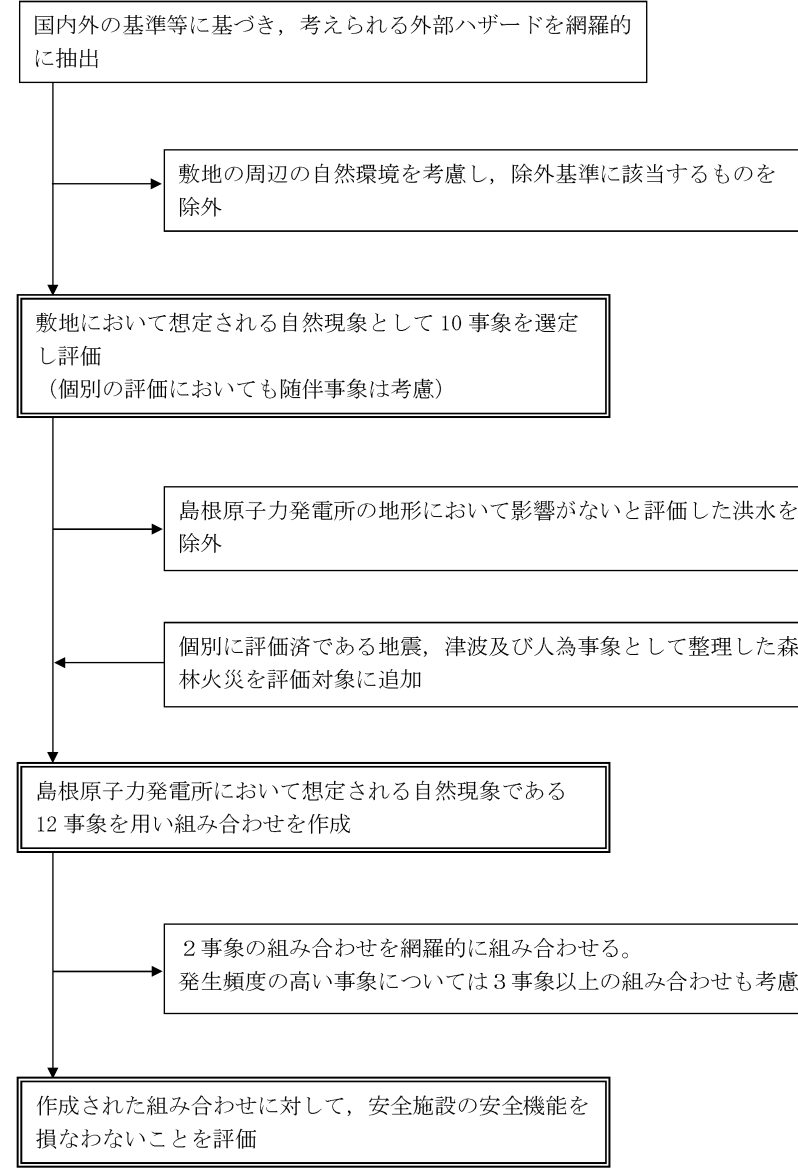 国内外の基準等に基づき，考えられる外部ハザードを網羅的
に抽出
敷地の周辺の自然環境を考慮し，除外基準に該当するものを
除外
敷地において想定される自然現象として 10 事象を選定
し評価
（個別の評価においても随伴事象は考慮）
島根原子力発電所の地形において影響がないと評価した洪水を
除外
個別に評価済である地震，津波及び人為事象として整理した森
林火災を評価対象に追加
島根原子力発電所において想定される自然現象である
12 事象を用い組み合わせを作成
２事象の組み合わせを網羅的に組み合わせる。
発生頻度の高い事象については３事象以上の組み合わせも考慮
作成された組み合わせに対して，安全施設の安全機能を
損なわないことを評価